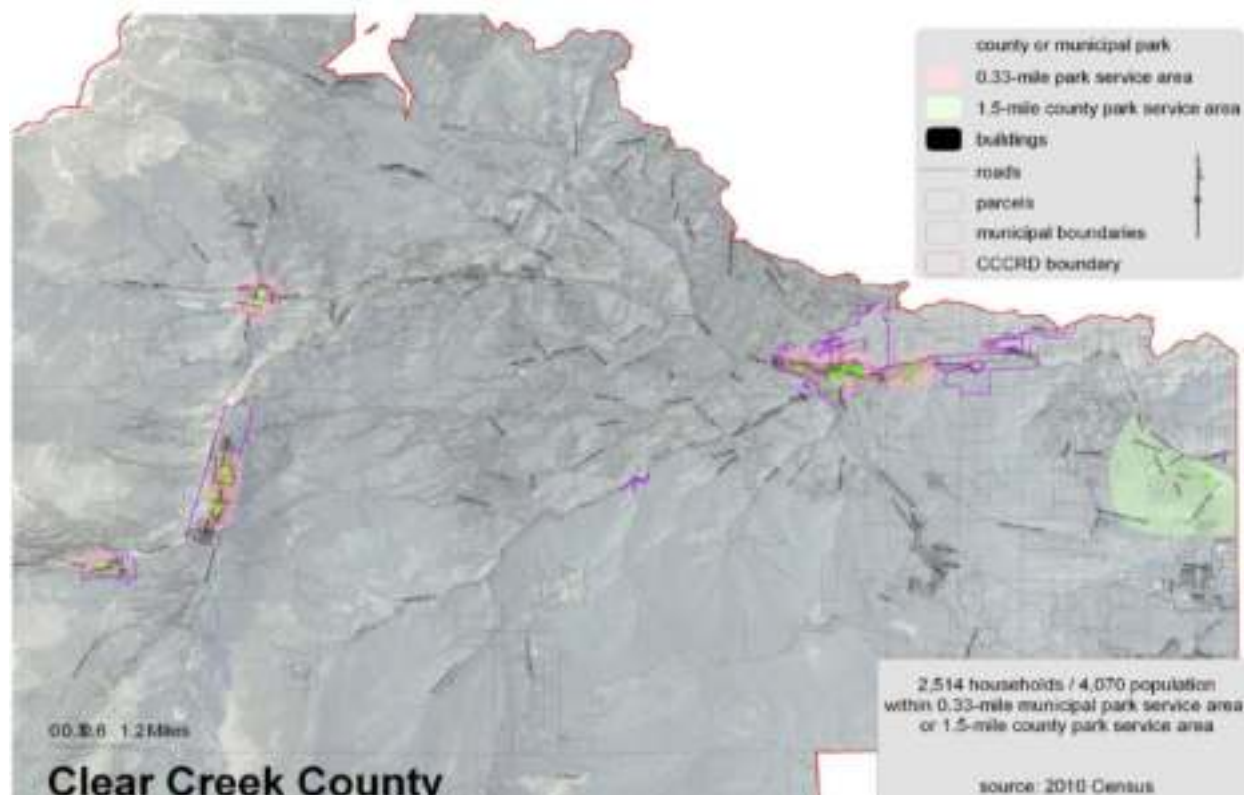 county or municipal park
0.33-mile park service area
1.5-mile county park service area
buildings
roads
parcels
municipal boundaries
CCCRD boundary
2,514 households / 4,070 population
within 0.33-mile municipal park service area
or 1.5-mile county park service area
source: 2010 Census
1.2 Miles
Clear Creek County